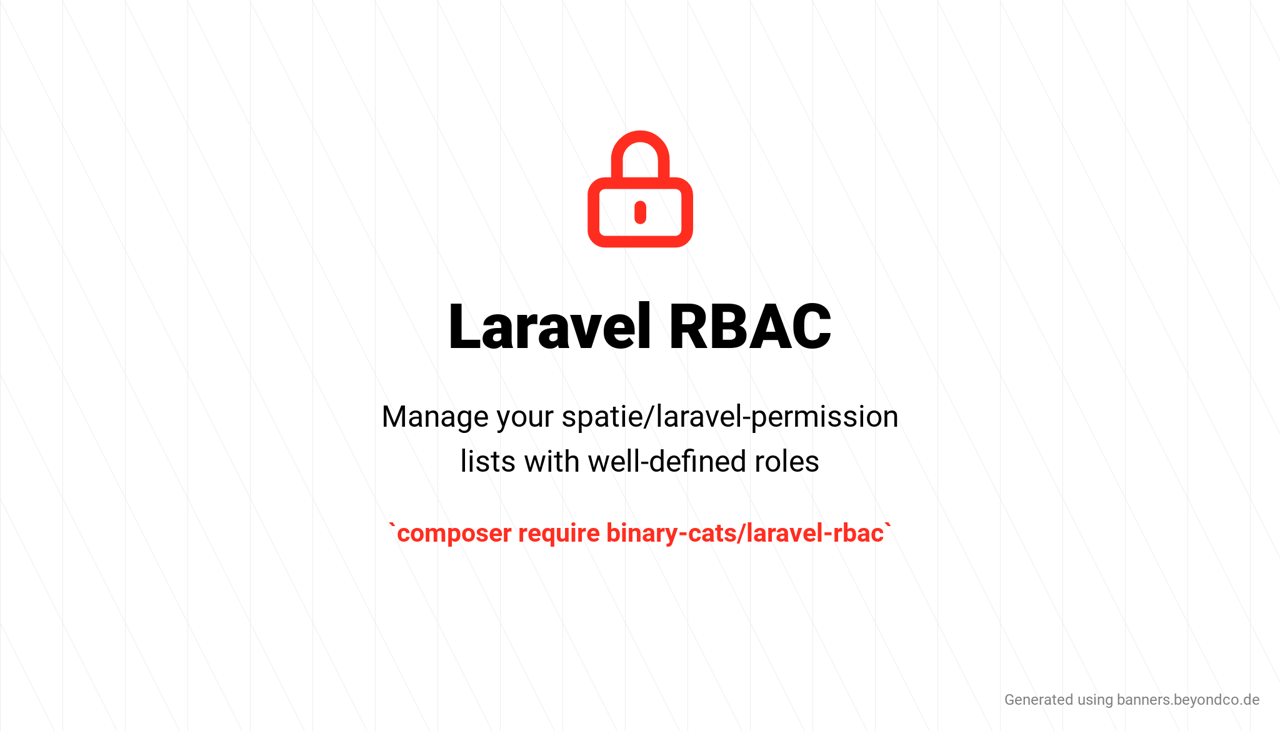 Laravel RBAC
Manage your spatie/laravel-permission
lists with well-defined roles
`composer require binary-cats/laravel-rbac`
Generated using banners.beyondco.de